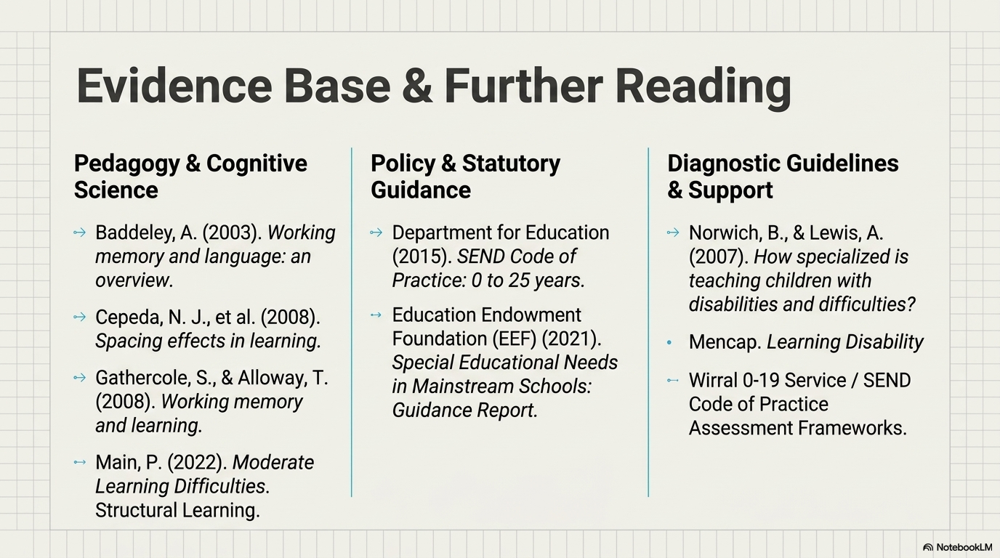 Evidence Base & Further Reading
Pedagogy & Cognitive
Science
Baddeley, A. (2003). Working
memory and language: an
overview.
Cepeda, N. J., et al. (2008).
Spacing effects in learning.
Gathercole, S., & Alloway, T.
(2008). Working memory
and learning.
Main, P. (2022). Moderate
Learning Difficulties.
Structural Learning.
Policy & Statutory
Guidance
Department for Education
(2015). SEND Code of
Practice: 0 to 25 years.
Education Endowment
Foundation (EEF) (2021).
Special Educational Needs
in Mainstream Schools:
Guidance Report.
Diagnostic Guidelines
& Support
Norwich, B., & Lewis, A.
(2007). How specialized is
teaching children with
disabilities and difficulties?
Mencap. Learning Disability
Wirral 0-19 Service / SEND
Code of Practice
Assessment Frameworks.
NotebookLM